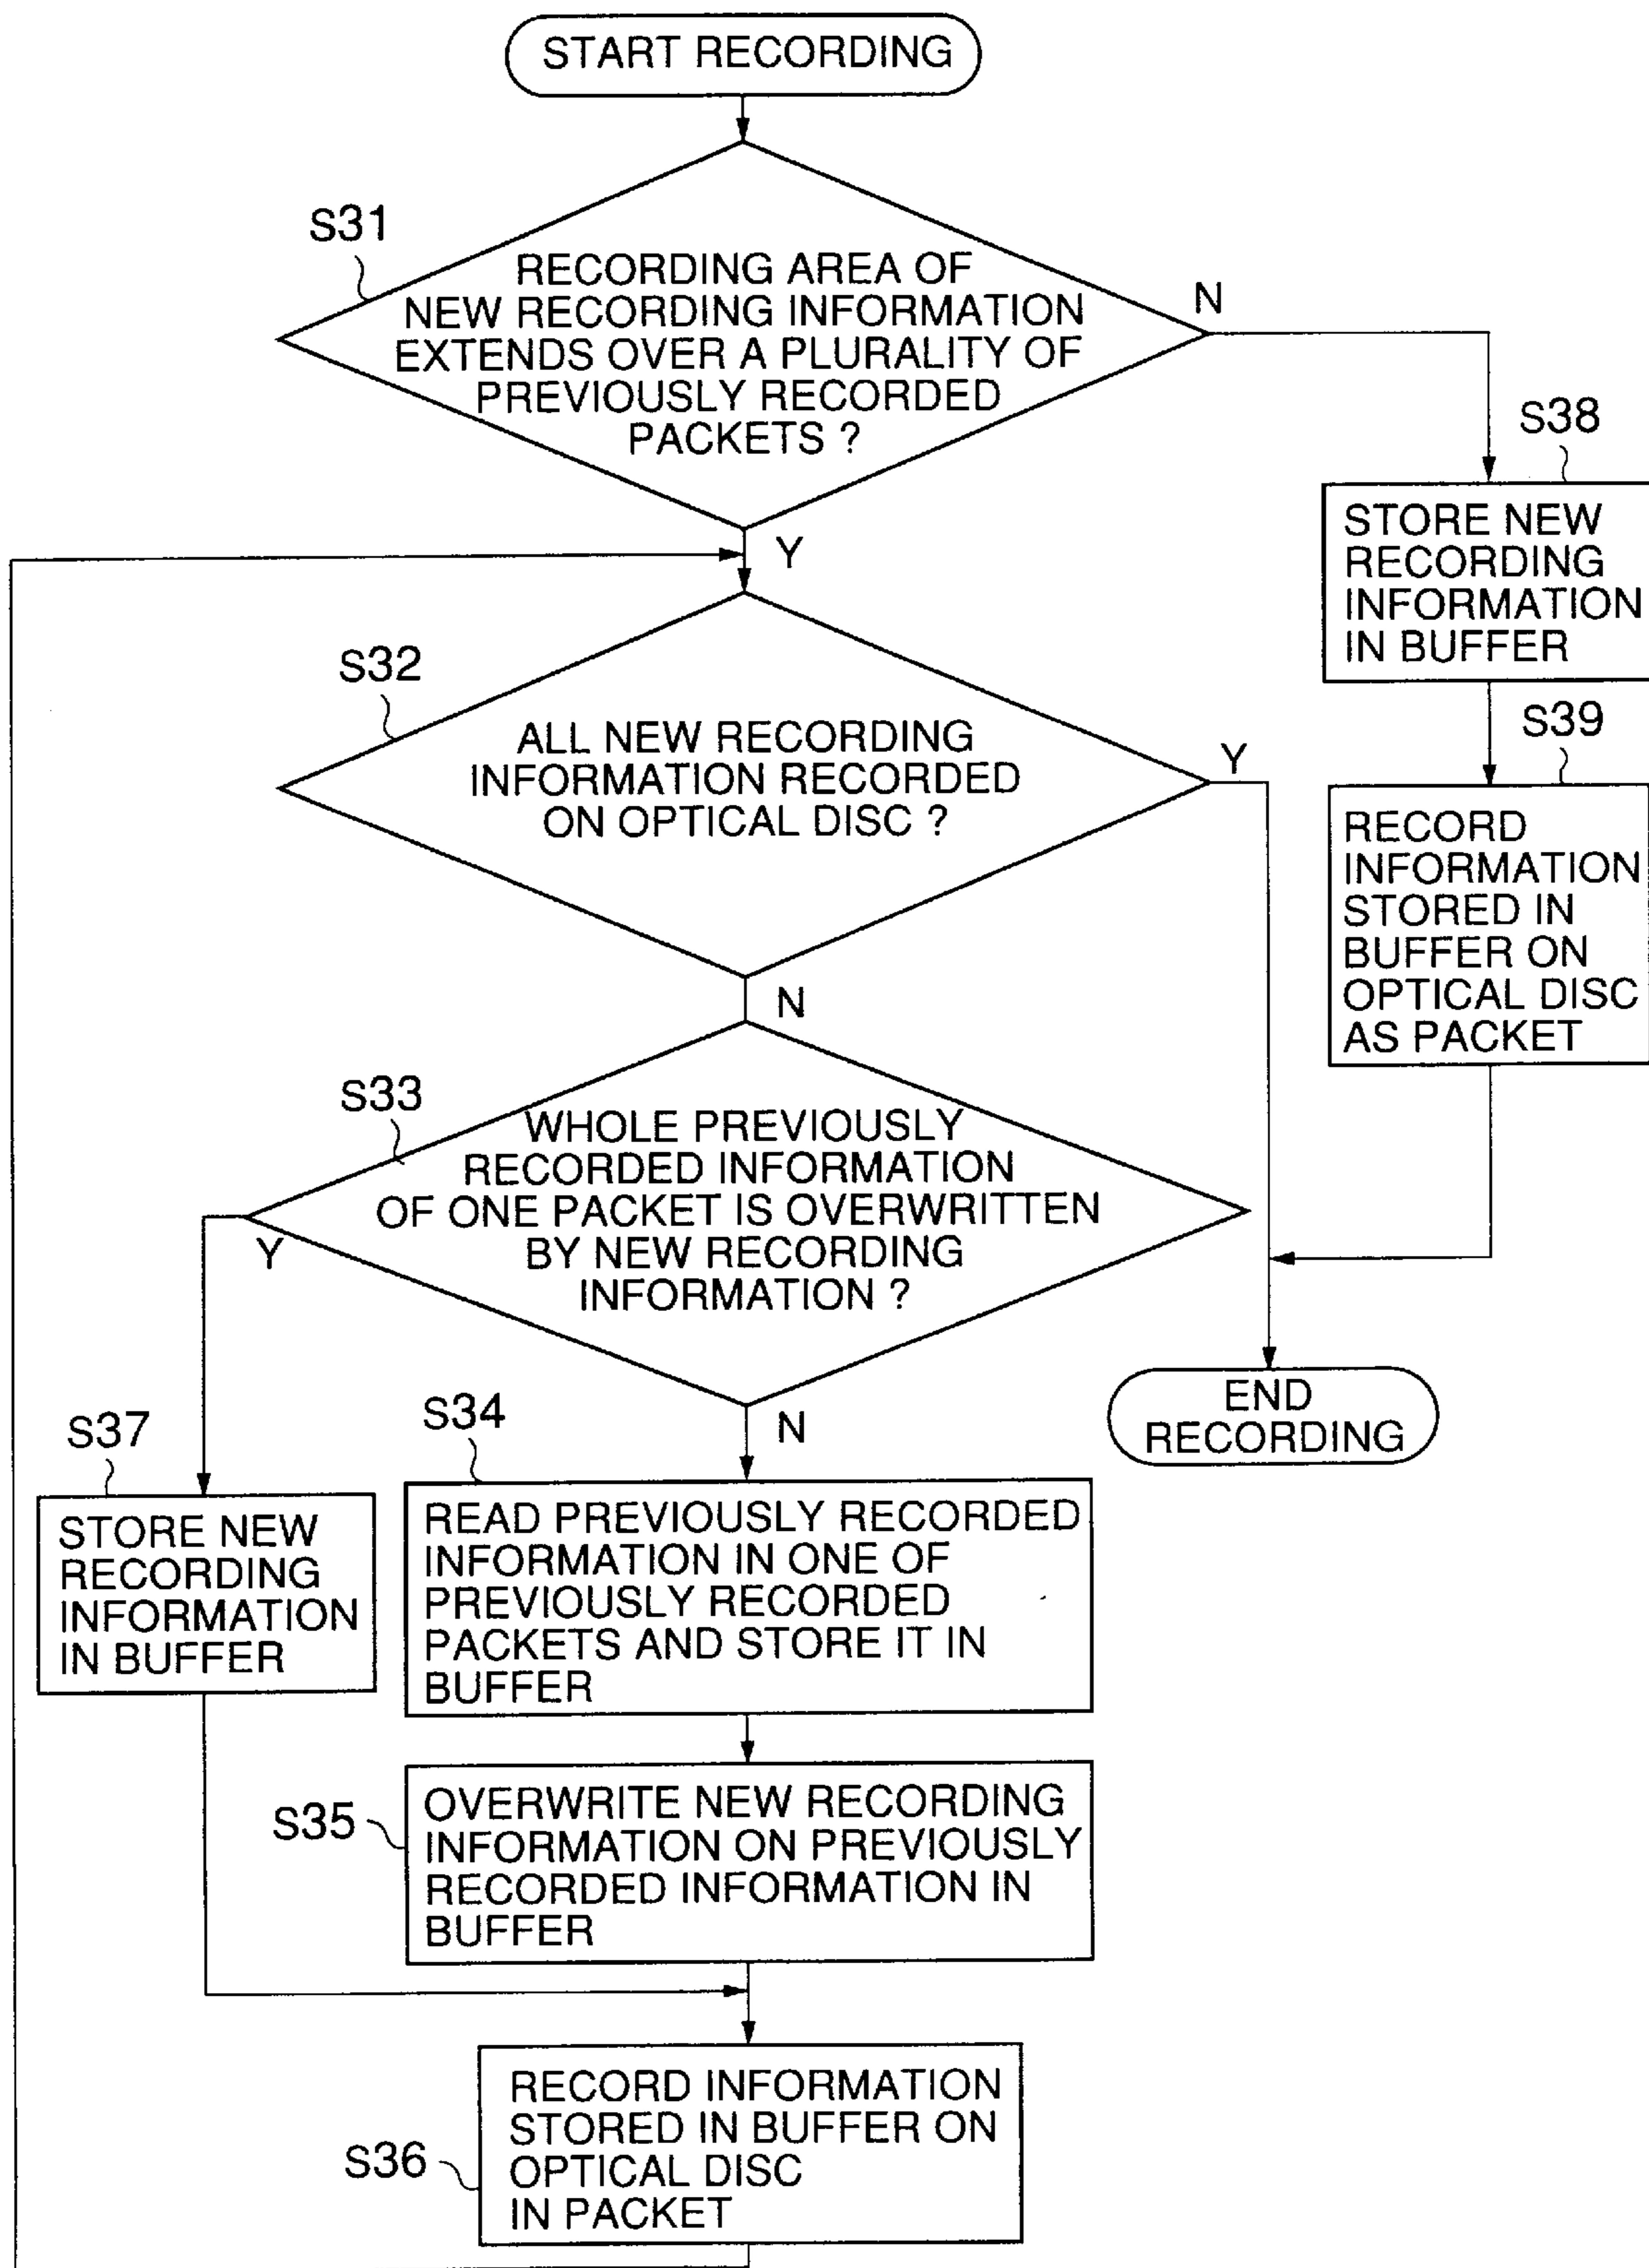 START RECORDING
S31
RECORDING AREA OF
NEW RECORDING INFORMATION
EXTENDS OVER A PLURALITY OF
PREVIOUSLY RECORDED
PACKETS ?
N
Y
S38
STORE NEW
RECORDING
INFORMATION
IN BUFFER
S32
ALL NEW RECORDING
INFORMATION RECORDED
ON OPTICAL DISC ?
Y
N
S39
RECORD
INFORMATION
STORED IN
BUFFER ON
OPTICAL DISC
AS PACKET
S33
WHOLE PREVIOUSLY
RECORDED INFORMATION
OF ONE PACKET IS OVERWRITTEN
BY NEW RECORDING
INFORMATION ?
Y
N
END
RECORDING
S37
STORE NEW
RECORDING
INFORMATION
IN BUFFER
S34
READ PREVIOUSLY RECORDED
INFORMATION IN ONE OF
PREVIOUSLY RECORDED
PACKETS AND STORE IT IN
BUFFER
S35
OVERWRITE NEW RECORDING
INFORMATION ON PREVIOUSLY
RECORDED INFORMATION IN
BUFFER
S36
RECORD INFORMATION
STORED IN BUFFER ON
OPTICAL DISC
IN PACKET